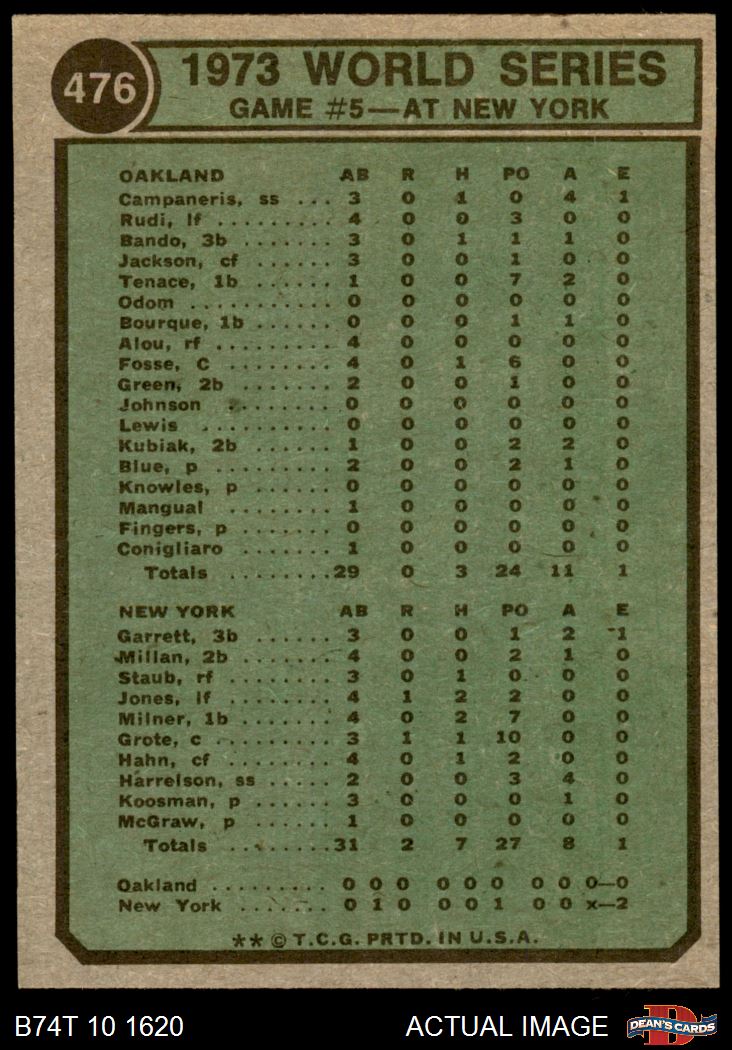 476
1973 WORLD SERIES
GAME #5—AT NEW YORK
OAKLAND AB R H PO A E
Campaneris, ss ... 3 0 1 0 4 1
Rudi, lf ......... 4 0 0 3 0 0
Bando, 3b ....... 3 0 1 1 1 0
Jackson, cf ...... 3 0 0 1 0 0
Tenace, 1b ...... 1 0 0 7 2 0
Odom ........... 0 0 0 0 0 0
Bourque, 1b ...... 0 0 0 1 1 0
Alou, rf ......... 4 0 0 0 0 0
Fosse, C ........ 4 0 1 6 0 0
Green, 2b ....... 2 0 0 1 0 0
Johnson ........ 0 0 0 0 0 0
Lewis .......... 0 0 0 0 0 0
Kubiak, 2b ...... 1 0 0 2 2 0
Blue, p ......... 2 0 0 2 1 0
Knowles, p ...... 0 0 0 0 0 0
Mangual ........ 1 0 0 0 0 0
Fingers, p ....... 0 0 0 0 0 0
Conigliaro ....... 1 0 0 0 0 0
Totals ........ 29 0 3 24 11 1
NEW YORK AB R H PO A E
Garrett, 3b ...... 3 0 0 1 2 1
Millan, 2b ....... 4 0 0 2 1 0
Staub, rf ........ 3 0 1 0 0 0
Jones, lf ........ 4 1 2 2 0 0
Milner, 1b ....... 4 0 2 7 0 0
Grote, c ......... 3 1 1 10 0 0
Hahn, cf ........ 4 0 1 2 0 0
Harrelson, ss ..... 2 0 0 3 4 0
Koosman, p ...... 3 0 0 0 1 0
McGraw, p ...... 1 0 0 0 0 0
Totals ........ 31 2 7 27 8 1
Oakland ......... 0 0 0 0 0 0 0 0 0—0
New York ....... 0 1 0 0 0 1 0 0 x—2
** © T.C.G. PRTD. IN U.S.A.
B74T 10 1620 ACTUAL IMAGE D DEAN'S CARDS